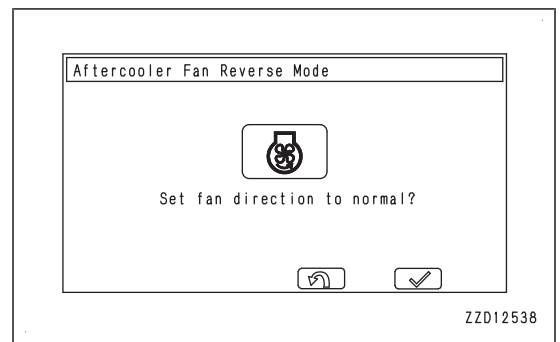 Aftercooler Fan Reverse Mode
Set fan direction to normal?
ZZD12538